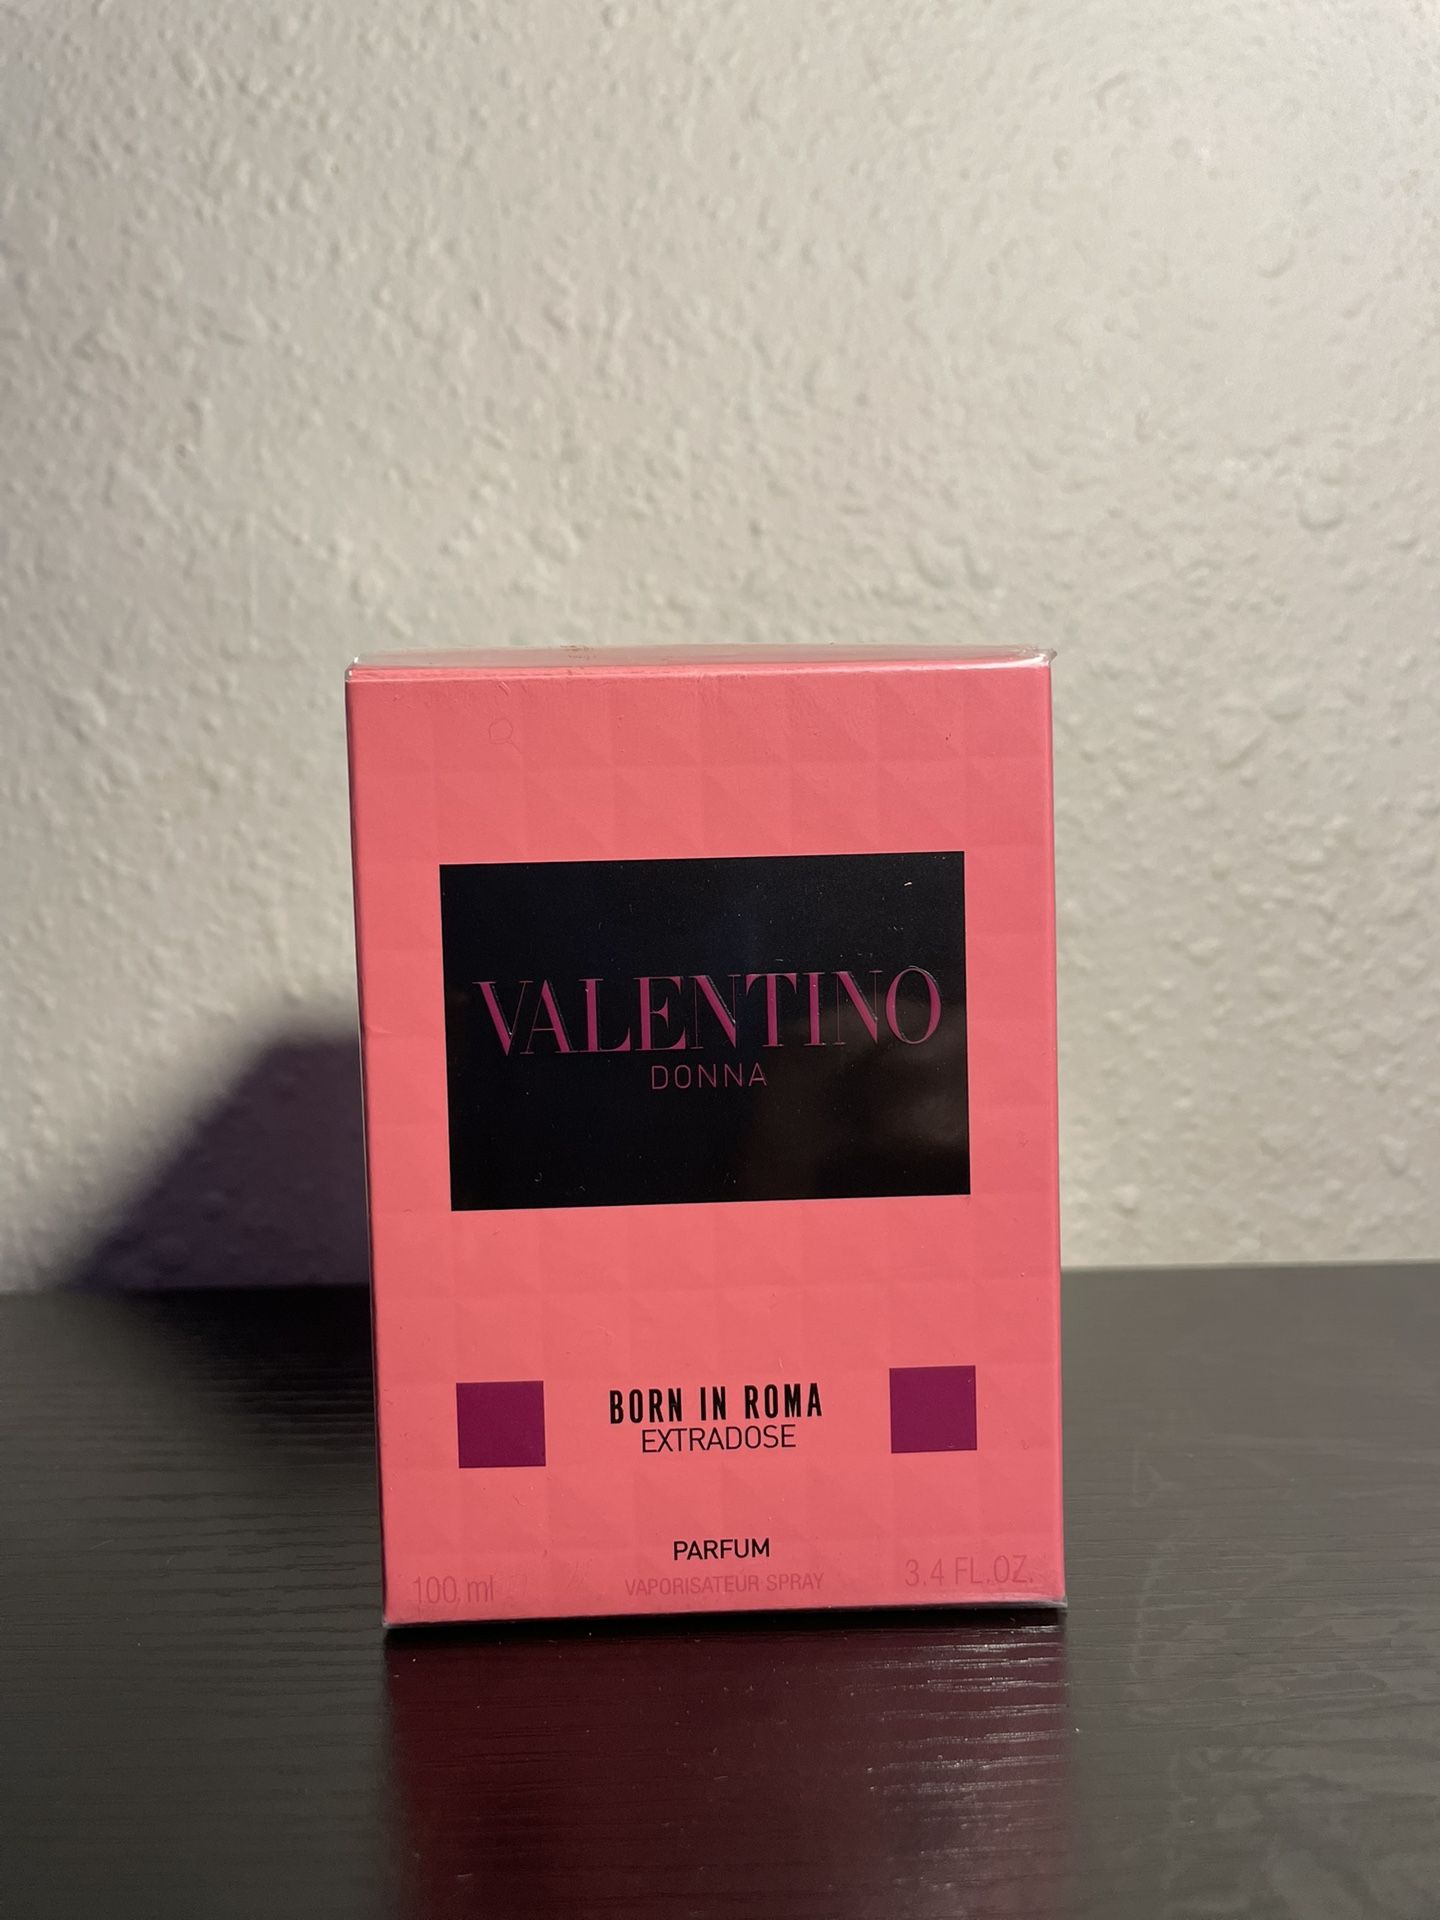 VALENTINO
DONNA
BORN IN ROMA
EXTRADOSE
PARFUM
100 ml VAPORISATEUR SPRAY 3.4 FL.OZ.